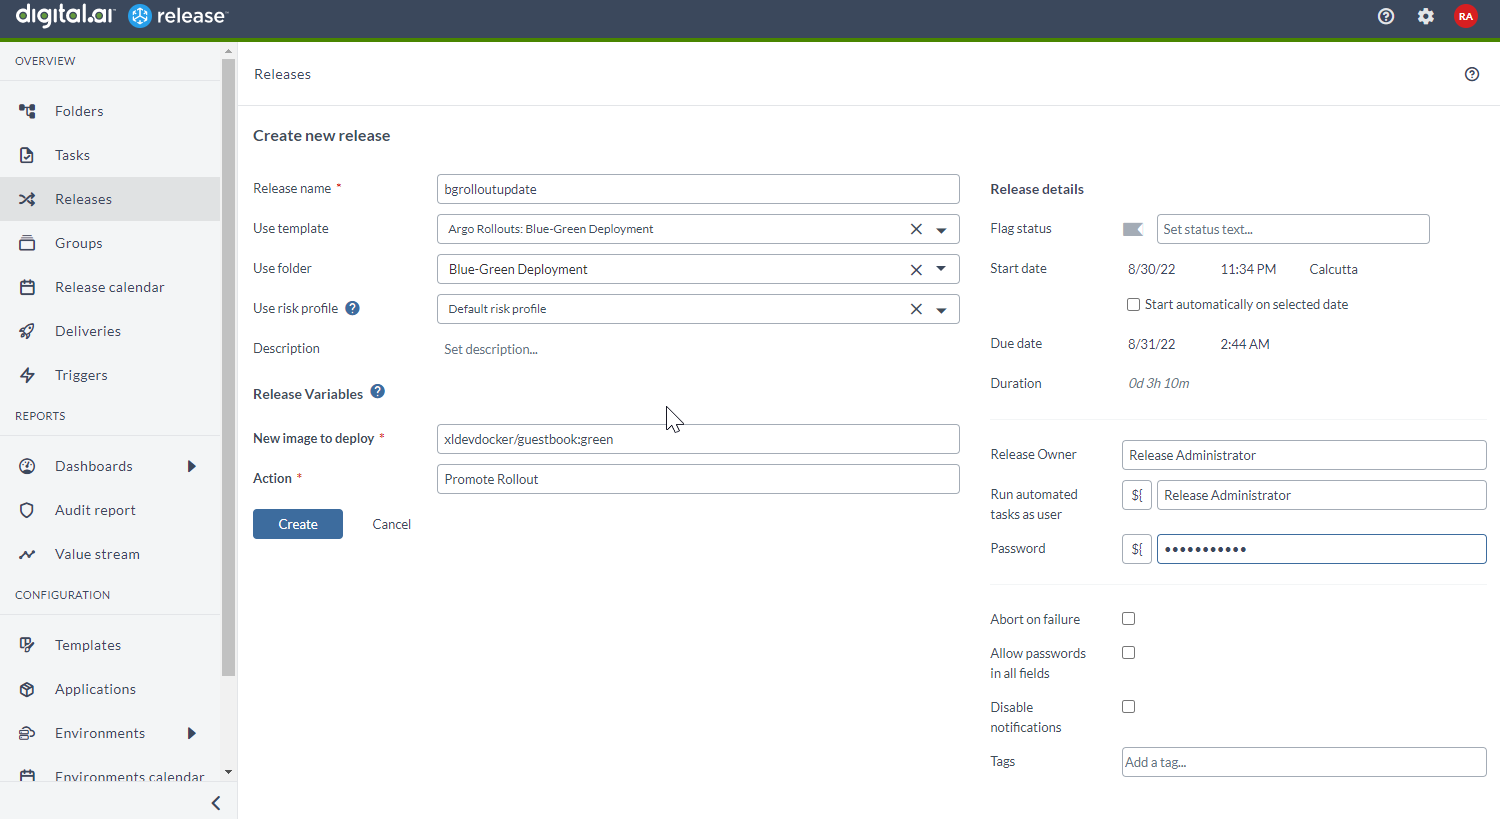 digital.ai release™
RA
OVERVIEW
Folders
Tasks
Releases
Groups
Release calendar
Deliveries
Triggers
REPORTS
Dashboards
Audit report
Value stream
CONFIGURATION
Templates
Applications
Environments
Environments calendar
Releases
Create new release
Release name *
bgrolloutupdate
Use template
Argo Rollouts: Blue-Green Deployment
Use folder
Blue-Green Deployment
Use risk profile ?
Default risk profile
Description
Set description...
Release Variables ?
New image to deploy *
xldevdocker/guestbook:green
Action *
Promote Rollout
Create
Cancel
Release details
Flag status
Set status text...
Start date
8/30/22 11:34 PM Calcutta
Start automatically on selected date
Due date
8/31/22 2:44 AM
Duration
0d 3h 10m
Release Owner
Release Administrator
Run automated
tasks as user
${ Release Administrator
Password
${ •••••••••••
Abort on failure
Allow passwords
in all fields
Disable
notifications
Tags
Add a tag...